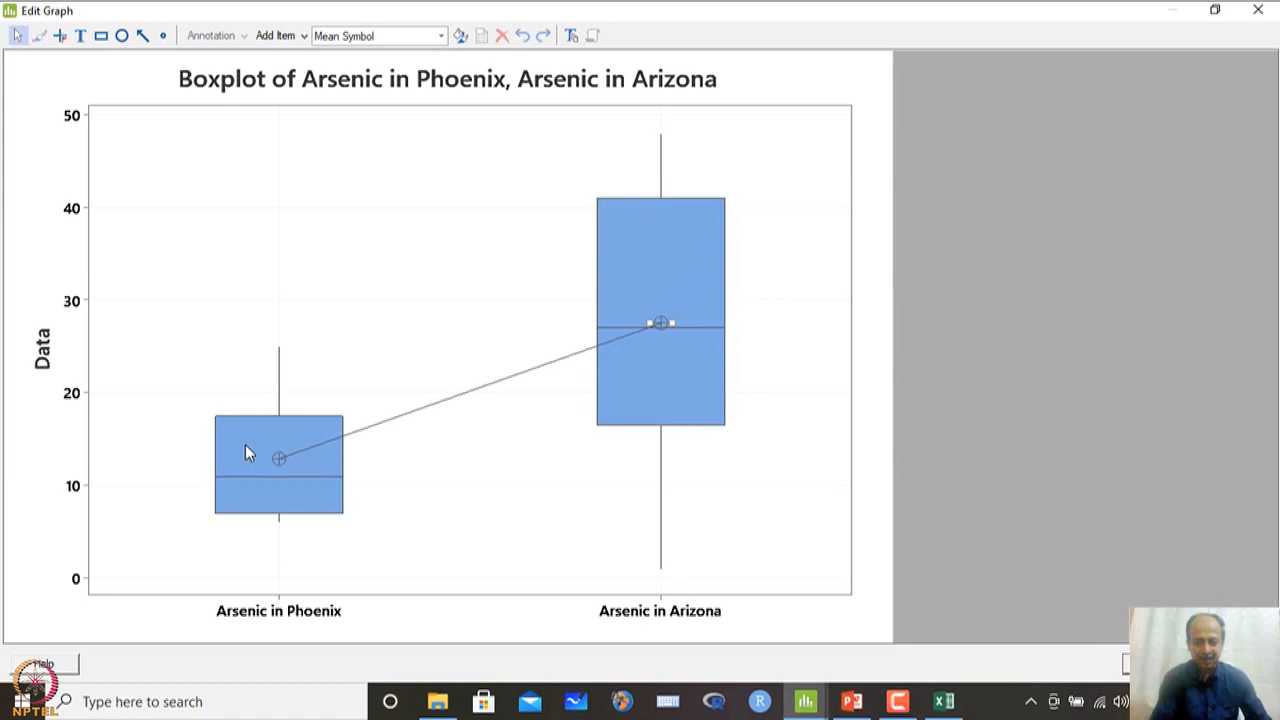 Edit Graph
T Annotation Add Item Mean Symbol
Boxplot of Arsenic in Phoenix, Arsenic in Arizona
50
40
30
20
10
0
Data
Arsenic in Phoenix Arsenic in Arizona
Help
Type here to search
R
NPTEL